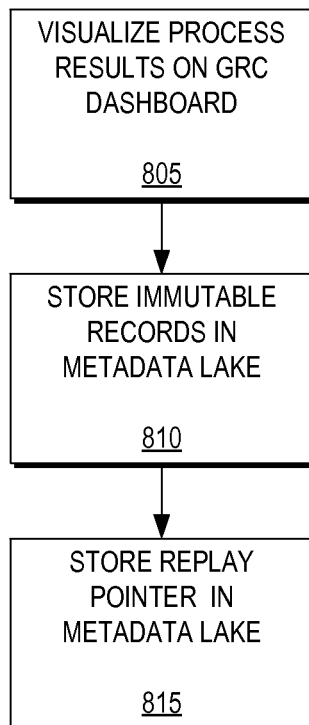 VISUALIZE PROCESS
RESULTS ON GRC
DASHBOARD
805
STORE IMMUTABLE
RECORDS IN
METADATA LAKE
810
STORE REPLAY
POINTER IN
METADATA LAKE
815